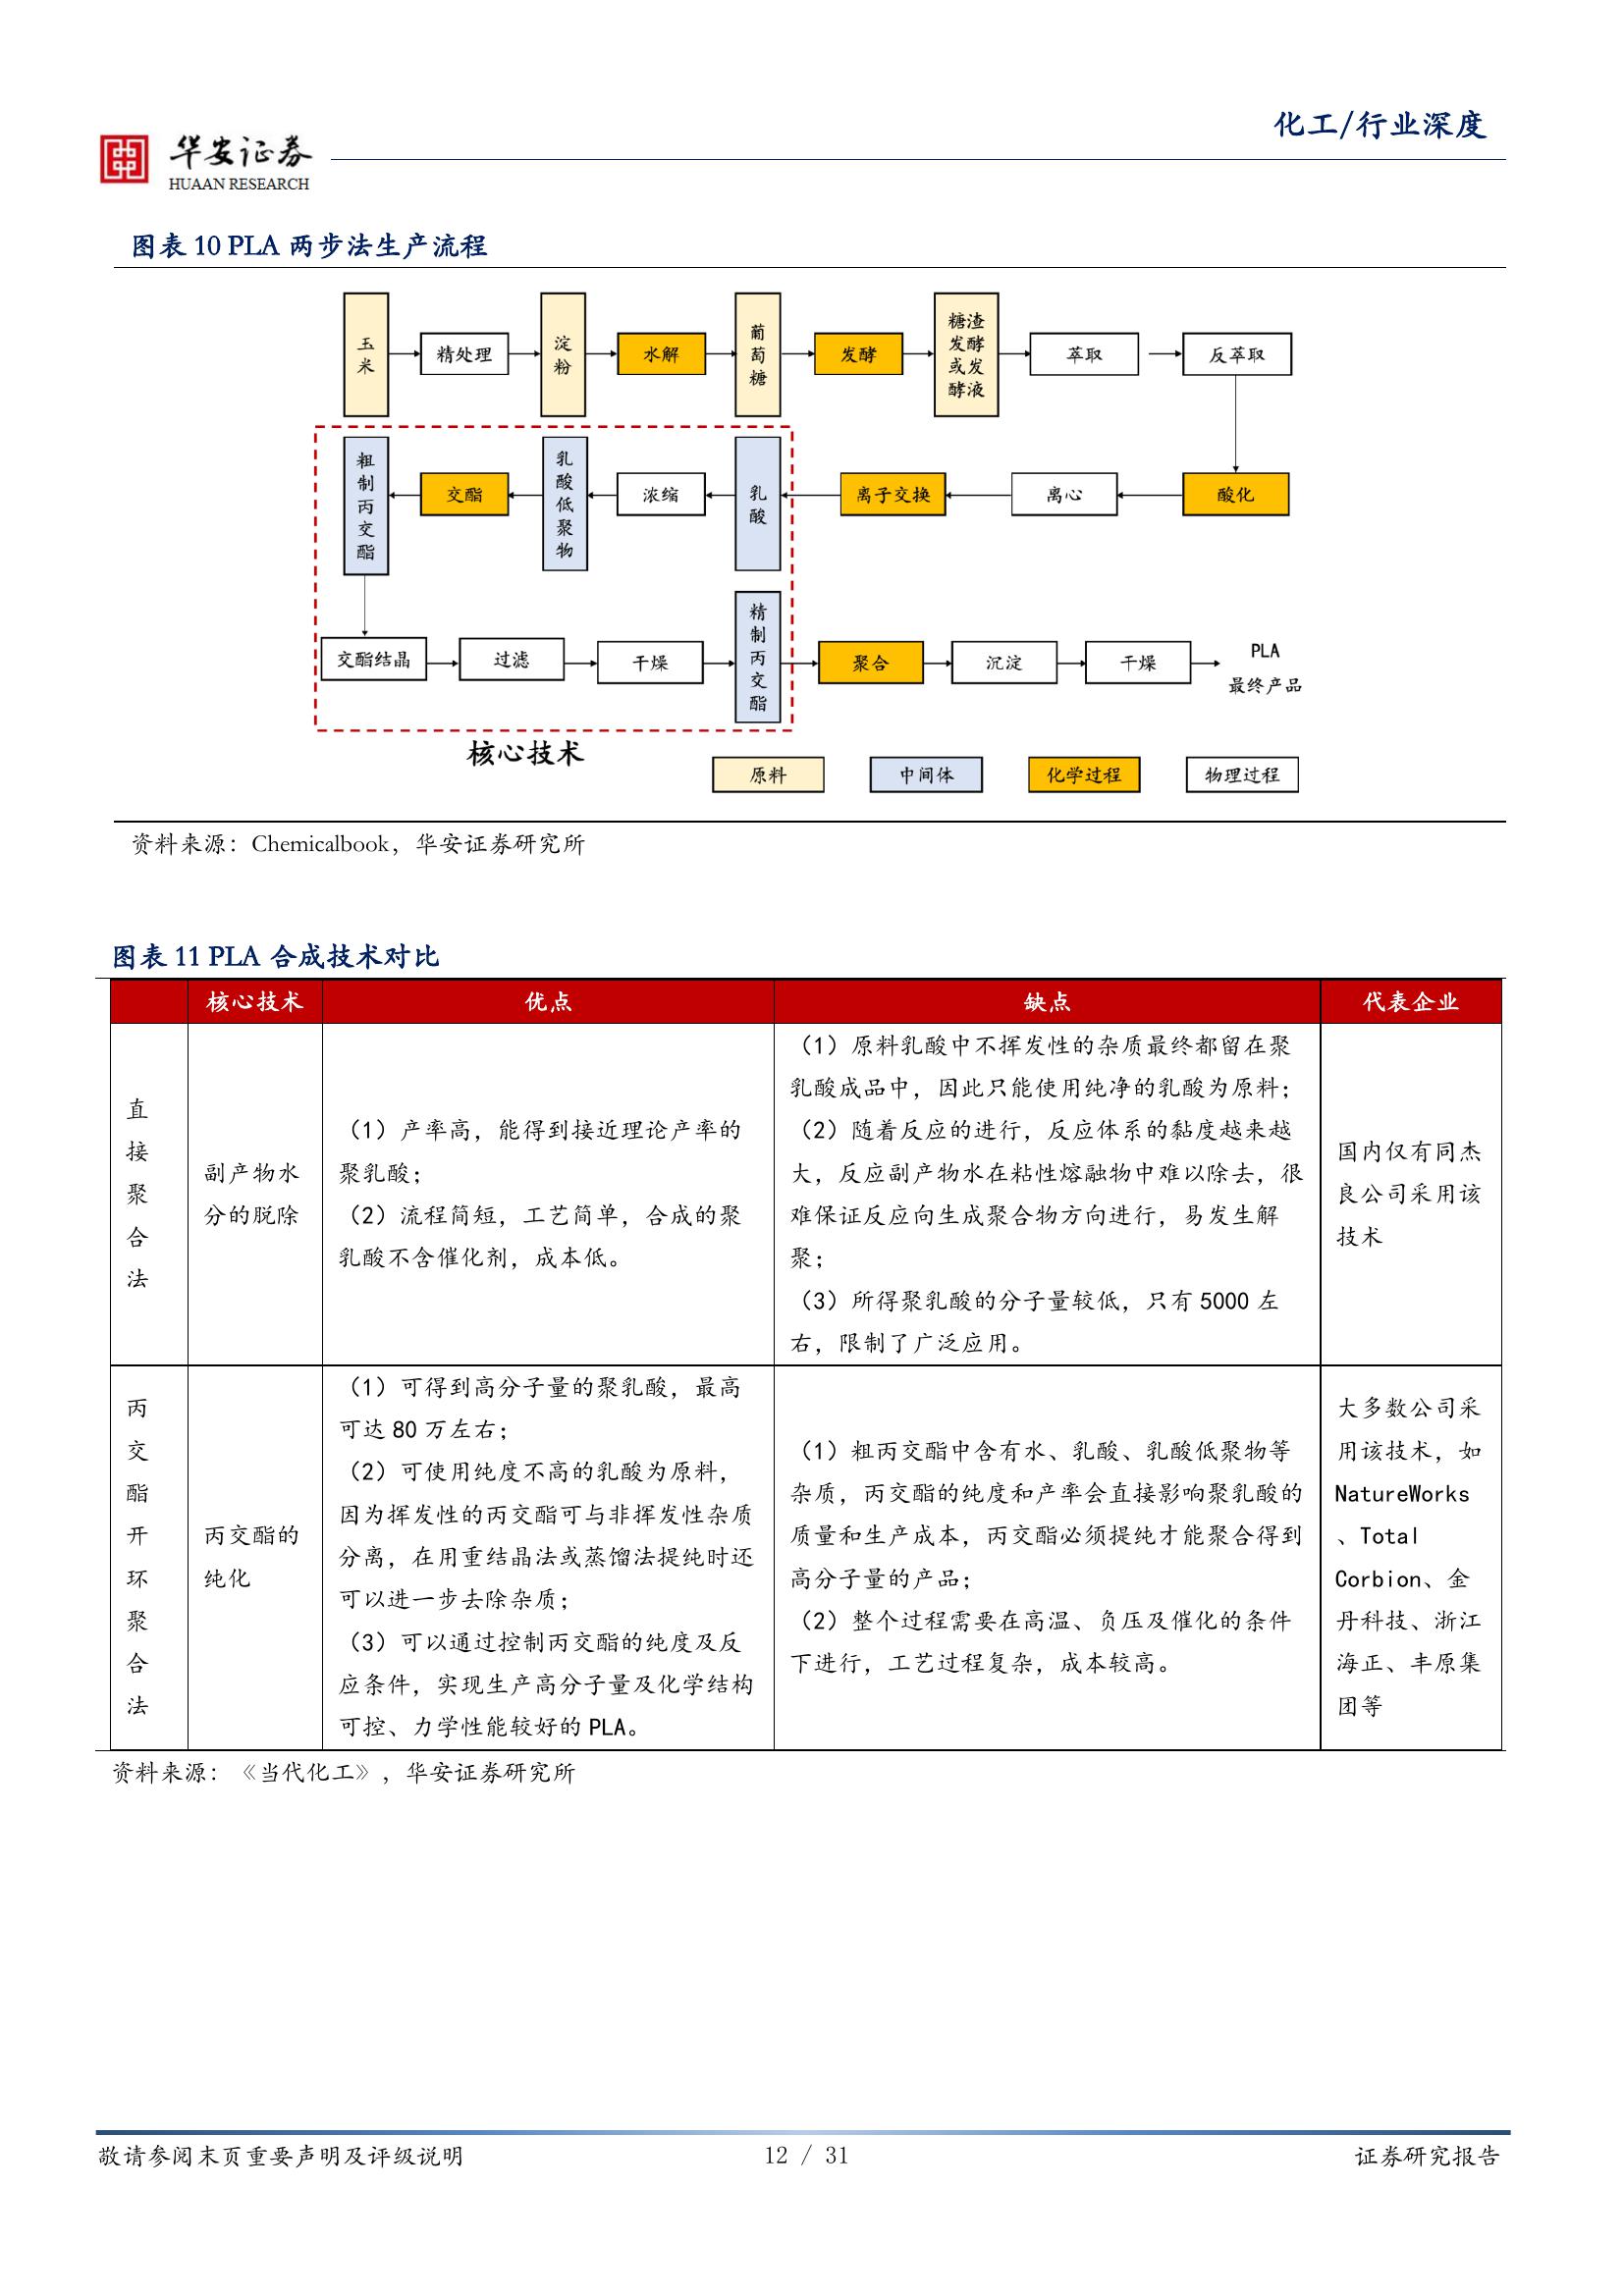 化工/行业深度
华安证券
HUAAN RESEARCH
图表 10 PLA 两步法生产流程
玉米
精处理
淀粉
水解
葡萄糖
发酵
糖渣
发酵
或发
酵液
萃取
反萃取
粗制丙交酯
交酯
乳酸低聚物
浓缩
乳酸
离子交换
离心
酸化
交酯结晶
过滤
干燥
精制丙交酯
聚合
沉淀
干燥
PLA
最终产品
核心技术
原料
中间体
化学过程
物理过程
资料来源：Chemicalbook，华安证券研究所
图表 11 PLA 合成技术对比
核心技术
优点
缺点
代表企业
直接聚合法
副产物水
分的脱除
（1）产率高，能得到接近理论产率的
聚乳酸；
（2）流程简短，工艺简单，合成的聚
乳酸不含催化剂，成本低。
（1）原料乳酸中不挥发性的杂质最终都留在聚
乳酸成品中，因此只能使用纯净的乳酸为原料；
（2）随着反应的进行，反应体系的黏度越来越
大，反应副产物水在粘性熔融物中难以除去，很
难保证反应向生成聚合物方向进行，易发生解
聚；
（3）所得聚乳酸的分子量较低，只有 5000 左
右，限制了广泛应用。
国内仅有同杰
良公司采用该
技术
丙交酯开环聚合法
丙交酯的
纯化
（1）可得到高分子量的聚乳酸，最高
可达 80 万左右；
（2）可使用纯度不高的乳酸为原料，
因为挥发性的丙交酯可与非挥发性杂质
分离，在用重结晶法或蒸馏法提纯时还
可以进一步去除杂质；
（3）可以通过控制丙交酯的纯度及反
应条件，实现生产高分子量及化学结构
可控、力学性能较好的 PLA。
（1）粗丙交酯中含有水、乳酸、乳酸低聚物等
杂质，丙交酯的纯度和产率会直接影响聚乳酸的
质量和生产成本，丙交酯必须提纯才能聚合得到
高分子量的产品；
（2）整个过程需要在高温、负压及催化的条件
下进行，工艺过程复杂，成本较高。
大多数公司采
用该技术，如
NatureWorks
、Total
Corbion、金
丹科技、浙江
海正、丰原集
团等
资料来源：《当代化工》，华安证券研究所
敬请参阅末页重要声明及评级说明
12 / 31
证券研究报告